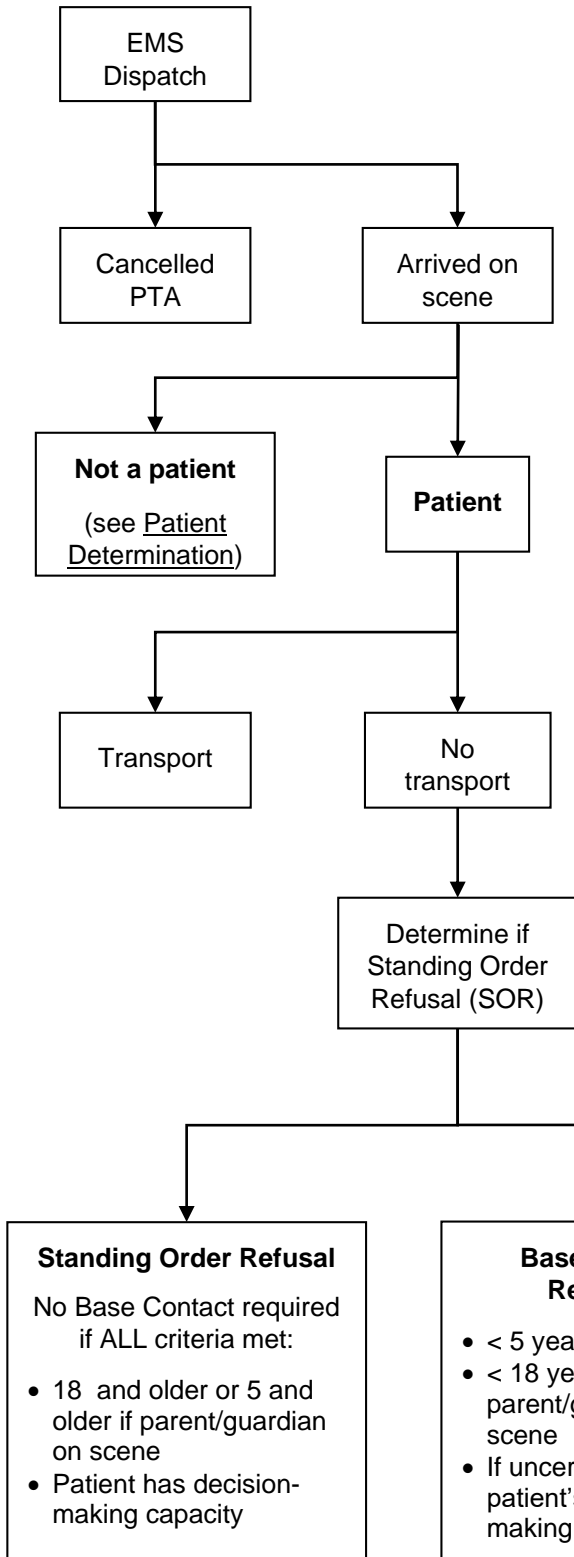 EMS
Dispatch
Cancelled
PTA
Arrived on
scene
Not a patient
(see Patient
Determination)
Patient
Transport
No
transport
Determine if
Standing Order
Refusal (SOR)
Standing Order Refusal
No Base Contact required
if ALL criteria met:
• 18 and older or 5 and
older if parent/guardian
on scene
• Patient has decision-
making capacity
Base
• < 5
• < 18
scene
• If
making